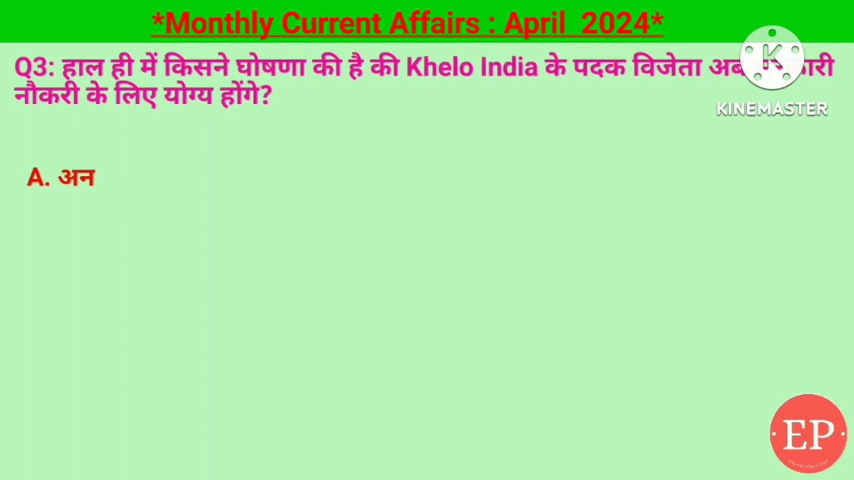 *Monthly Current Affairs : April 2024*
Q3: हाल ही में किसने घोषणा की है की Khelo India के पदक विजेता अब
नौकरी के लिए योग्य होंगे?
KINEMASTER
A. अन
EP